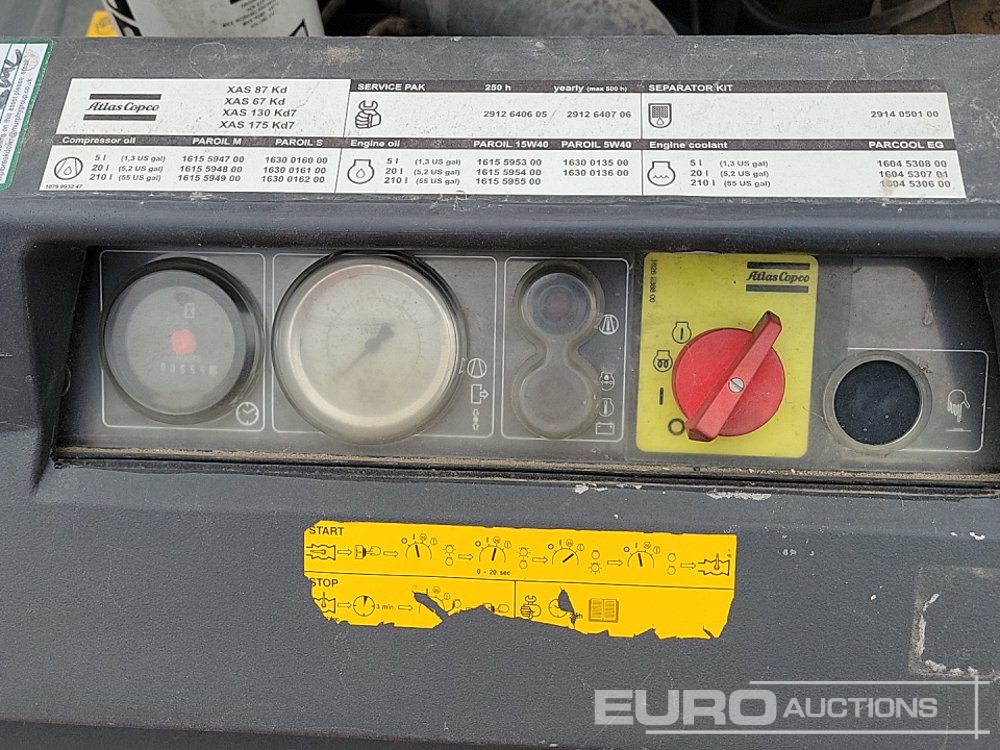 Atlas Copco
XAS 87 Kd
XAS 67 Kd
XAS 130 Kd7
XAS 175 Kd7
SERVICE PAK 250 h yearly (max 500 h)
2912 6406 05 / 2912 6407 06
SEPARATOR KIT
2914 0501 00
Compressor oil PAROIL M PAROIL S
5 l (1,3 US gal) 1615 5947 00 1630 0160 00
20 l (5,2 US gal) 1615 5948 00 1630 0161 00
210 l (55 US gal) 1615 5949 00 1630 0162 00
1079 9932 47
Engine oil PAROIL 15W40 PAROIL 5W40
5 l (1,3 US gal) 1615 5953 00 1630 0135 00
20 l (5,2 US gal) 1615 5954 00 1630 0136 00
210 l (55 US gal) 1615 5955 00
Engine coolant PARCOOL EG
5 l (1,3 US gal) 1604 5308 00
20 l (5,2 US gal) 1604 5307 01
210 l (55 US gal) 1604 5306 00
Atlas Copco
START
0 - 20 sec
STOP
3 min
EURO AUCTIONS